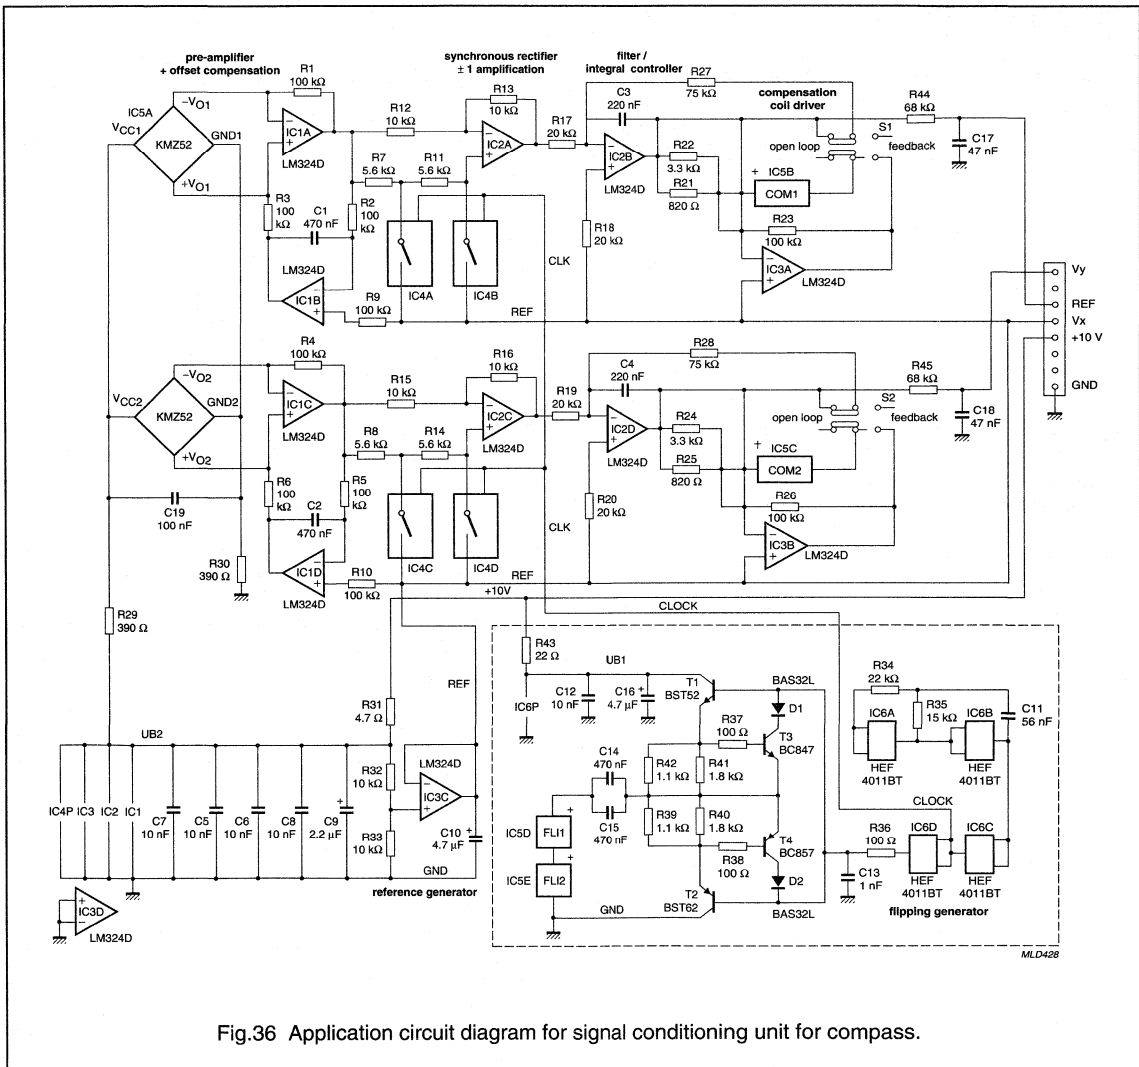 pre-amplifier
+ offset compensation
synchronous rectifier
± 1 amplification
filter /
integral controller
compensation
coil driver
R1
100 kΩ
R12
10 kΩ
R13
10 kΩ
R17
20 kΩ
C3
220 nF
R27
75 kΩ
R44
68 kΩ
C17
47 nF
IC5A
−VO1
VCC1
KMZ52
GND1
+VO1
IC1A
LM324D
R7
5.6 kΩ
R11
5.6 kΩ
IC2A
LM324D
IC2B
LM324D
R22
3.3 kΩ
R21
820 Ω
open loop
S1
feedback
+
IC5B
COM1
R3
100
kΩ
C1
470 nF
R2
100
kΩ
R18
20 kΩ
R23
100 kΩ
LM324D
IC1B
R9
100 kΩ
IC4A
IC4B
CLK
REF
IC3A
LM324D
Vy
REF
Vx
+10 V
GND
R4
100 kΩ
R15
10 kΩ
R16
10 kΩ
R19
20 kΩ
C4
220 nF
R28
75 kΩ
R45
68 kΩ
C18
47 nF
−VO2
VCC2
KMZ52
GND2
+VO2
IC1C
LM324D
R8
5.6 kΩ
R14
5.6 kΩ
IC2C
LM324D
IC2D
LM324D
R24
3.3 kΩ
R25
820 Ω
open loop
S2
feedback
+
IC5C
COM2
R6
100
kΩ
C2
470 nF
R5
100
kΩ
C19
100 nF
R20
20 kΩ
R26
100 kΩ
R30
390 Ω
IC1D
LM324D
R10
100 kΩ
IC4C
IC4D
CLK
REF
IC3B
LM324D
+10V
CLOCK
R29
390 Ω
R43
22 Ω
UB1
REF
R31
4.7 Ω
IC6P
C12
10 nF
C16
4.7 µF
T1
BST52
BAS32L
D1
R34
22 kΩ
IC6A
R35
15 kΩ
IC6B
C11
56 nF
HEF
4011BT
HEF
4011BT
R37
100 Ω
T3
BC847
UB2
R32
10 kΩ
LM324D
IC3C
C14
470 nF
R42
1.1 kΩ
R41
1.8 kΩ
C15
470 nF
R39
1.1 kΩ
R40
1.8 kΩ
IC4P
IC3
IC2
IC1
C7
10 nF
C5
10 nF
C6
10 nF
C8
10 nF
C9
2.2 µF
R33
10 kΩ
C10
4.7 µF
GND
reference generator
IC5D
FLI1
IC5E
FLI2
GND
R38
100 Ω
T4
BC857
D2
T2
BST62
BAS32L
CLOCK
R36
100 Ω
IC6D
IC6C
C13
1 nF
HEF
4011BT
HEF
4011BT
flipping generator
IC3D
LM324D
MLD428
Fig.36 Application circuit diagram for signal conditioning unit for compass.